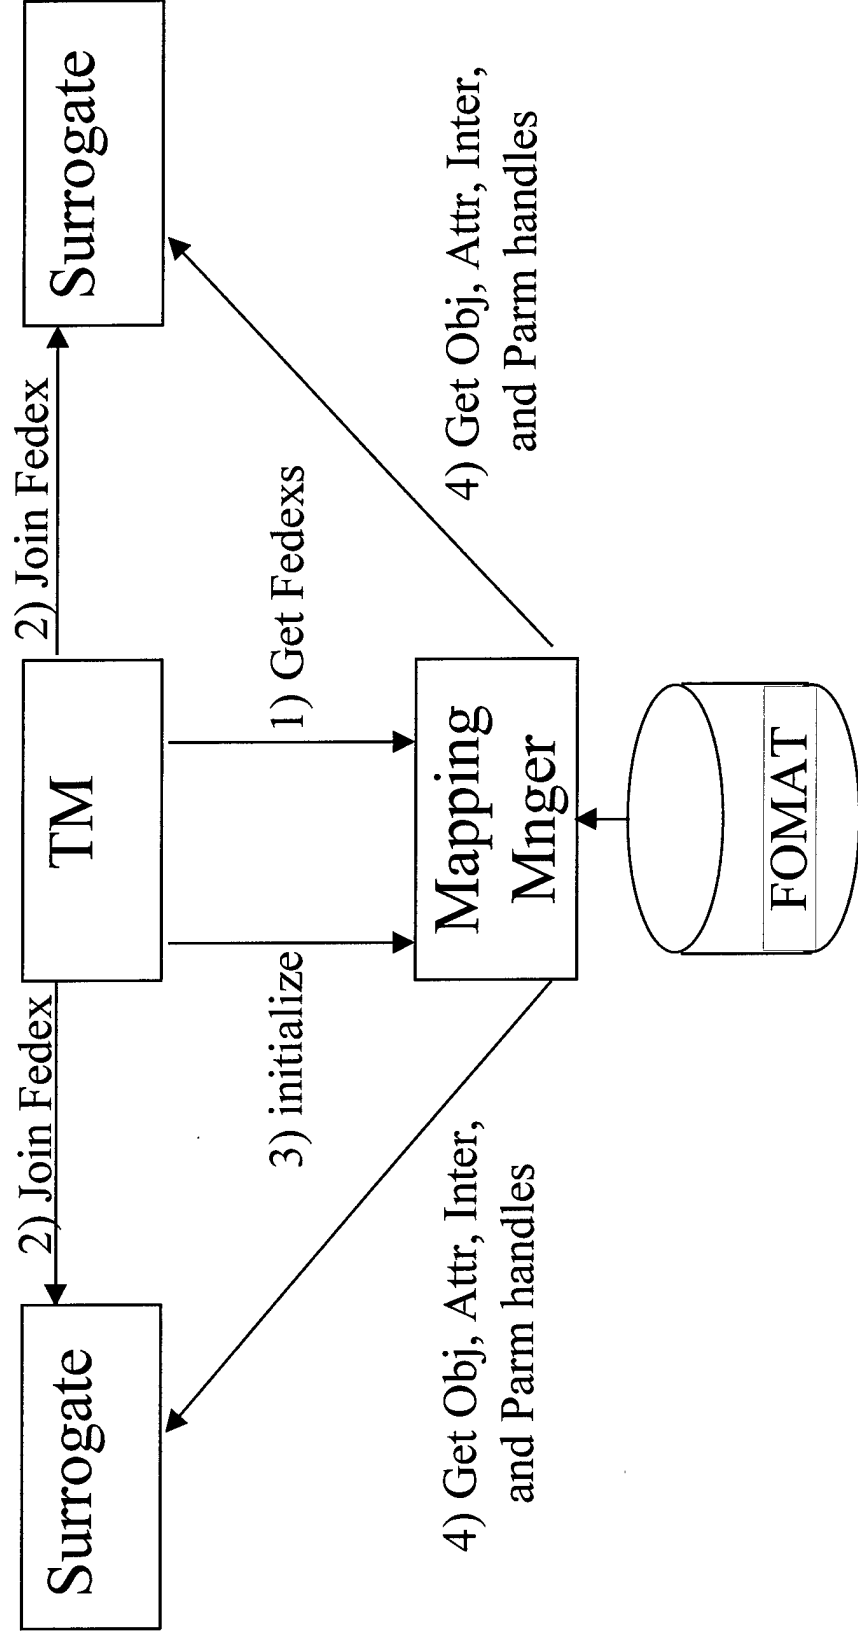 Surrogate
2) Join Fedex
TM
2) Join Fedex
Surrogate
3) initialize
1) Get Fedexs
4) Get Obj, Attr, Inter,
and Parm handles
Mapping
Mnger
4) Get Obj, Attr, Inter,
and Parm handles
FOMAT